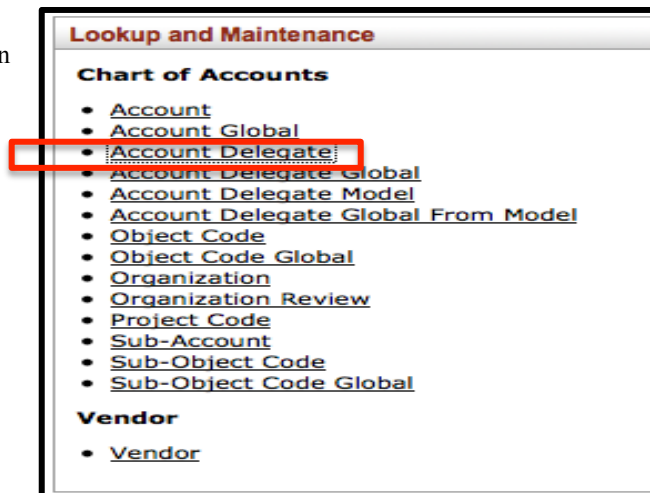 Lookup and Maintenance
n
Chart of Accounts
• Account
• Account Global
• Account Delegate
• Account Delegate Global
• Account Delegate Model
• Account Delegate Global From Model
• Object Code
• Object Code Global
• Organization
• Organization Review
• Project Code
• Sub-Account
• Sub-Object Code
• Sub-Object Code Global
Vendor
• Vendor